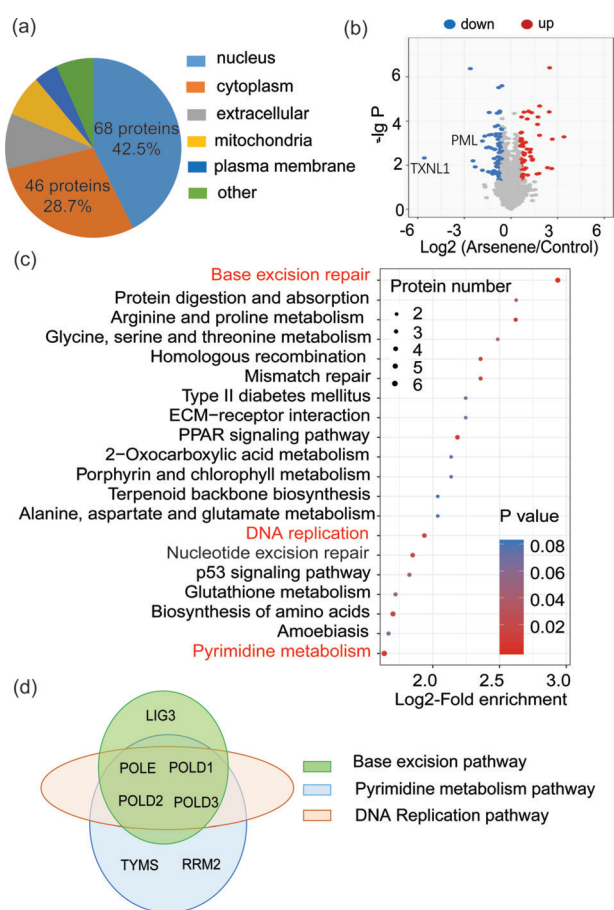 (a)
68 proteins
42.5%
46 proteins
28.7%
nucleus
cytoplasm
extracellular
mitochondria
plasma membrane
other
(b)
down
up
-lg P
6
4
2
0
PML
TXNL1
-6
-3
0
3
6
Log2 (Arsenene/Control)
(c)
Base excision repair
Protein digestion and absorption
Arginine and proline metabolism
Glycine, serine and threonine metabolism
Homologous recombination
Mismatch repair
Type II diabetes mellitus
ECM−receptor interaction
PPAR signaling pathway
2−Oxocarboxylic acid metabolism
Porphyrin and chlorophyll metabolism
Terpenoid backbone biosynthesis
Alanine, aspartate and glutamate metabolism
DNA replication
Nucleotide excision repair
p53 signaling pathway
Glutathione metabolism
Biosynthesis of amino acids
Amoebiasis
Pyrimidine metabolism
Protein number
2
3
4
5
6
P value
0.08
0.06
0.04
0.02
2.0
2.5
3.0
Log2-Fold enrichment
(d)
LIG3
POLE POLD1
POLD2 POLD3
TYMS RRM2
Base excision pathway
Pyrimidine metabolism pathway
DNA Replication pathway